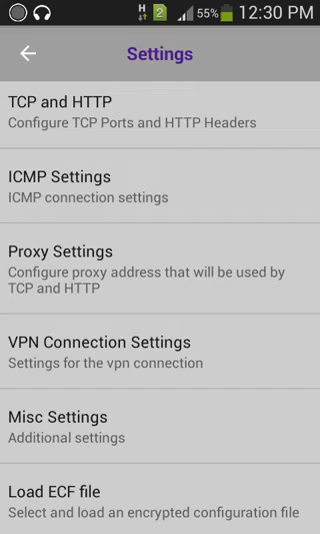 H 2 55% 12:30 PM
Settings
TCP and HTTP
Configure TCP Ports and HTTP Headers
ICMP Settings
ICMP connection settings
Proxy Settings
Configure proxy address that will be used by
TCP and HTTP
VPN Connection Settings
Settings for the vpn connection
Misc Settings
Additional settings
Load ECF file
Select and load an encrypted configuration file